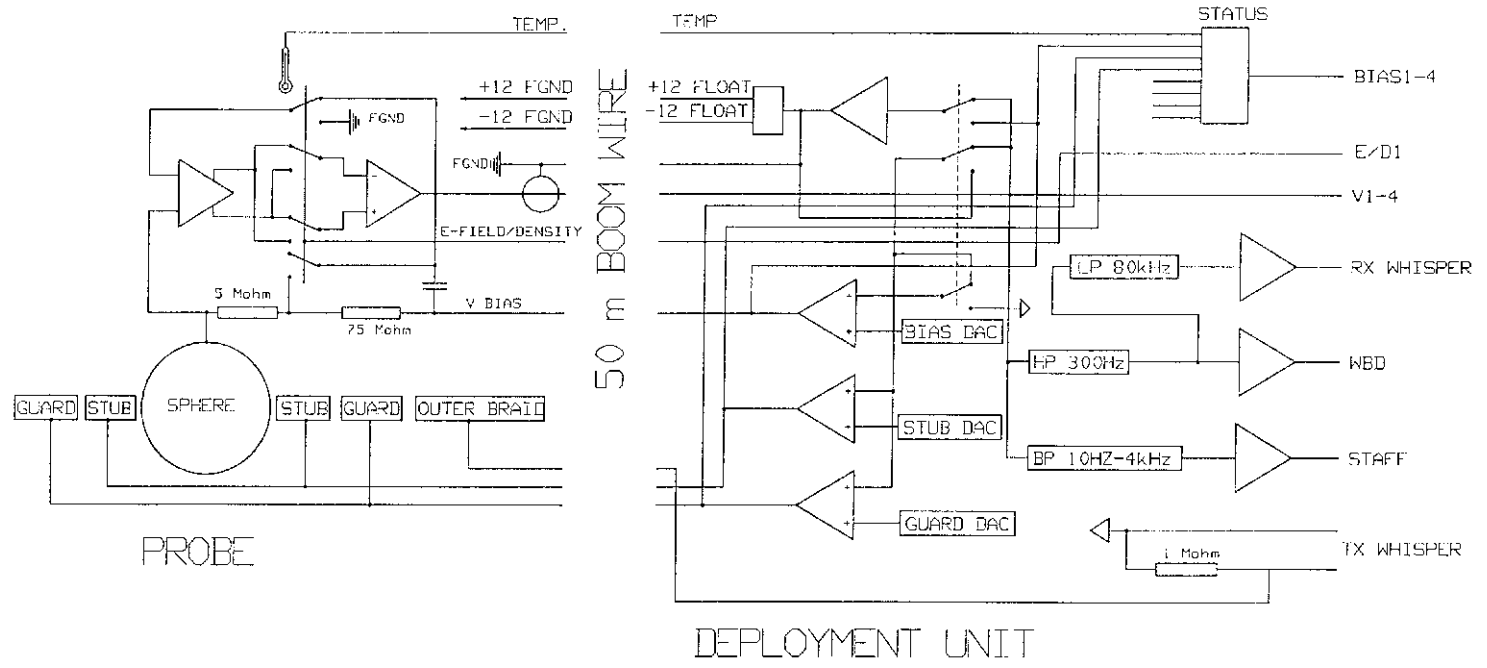 STATUS
TEMP.
TEMP
+12 FGND
+12 FLOAT
BIAS1-4
-12 FGND
-12 FLOAT
FGND
FGND
E/D1
V1-4
E-FIELD/DENSITY
50 m BOOM WIRE
LP 80kHz
RX WHISPER
5 Mohm
V BIAS
75 Mohm
BIAS DAC
HP 300Hz
WBD
GUARD
STUB
SPHERE
STUB
GUARD
OUTER BRAID
STUB DAC
BP 10HZ-4kHz
STAFF
GUARD DAC
PROBE
1 Mohm
TX WHISPER
DEPLOYMENT UNIT